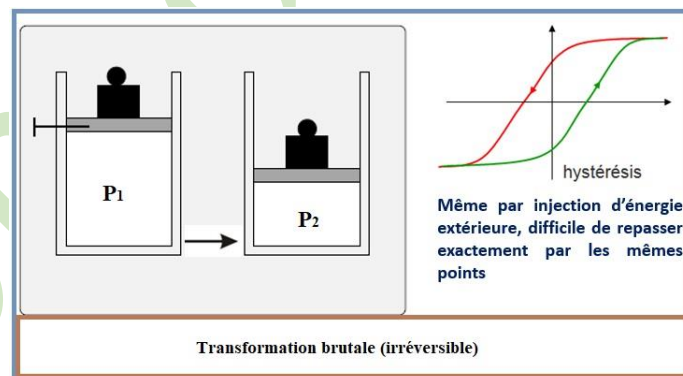 P1
P2
hystérésis
Même par injection d'énergie
extérieure, difficile de repasser
exactement par les mêmes
points
Transformation brutale (irréversible)